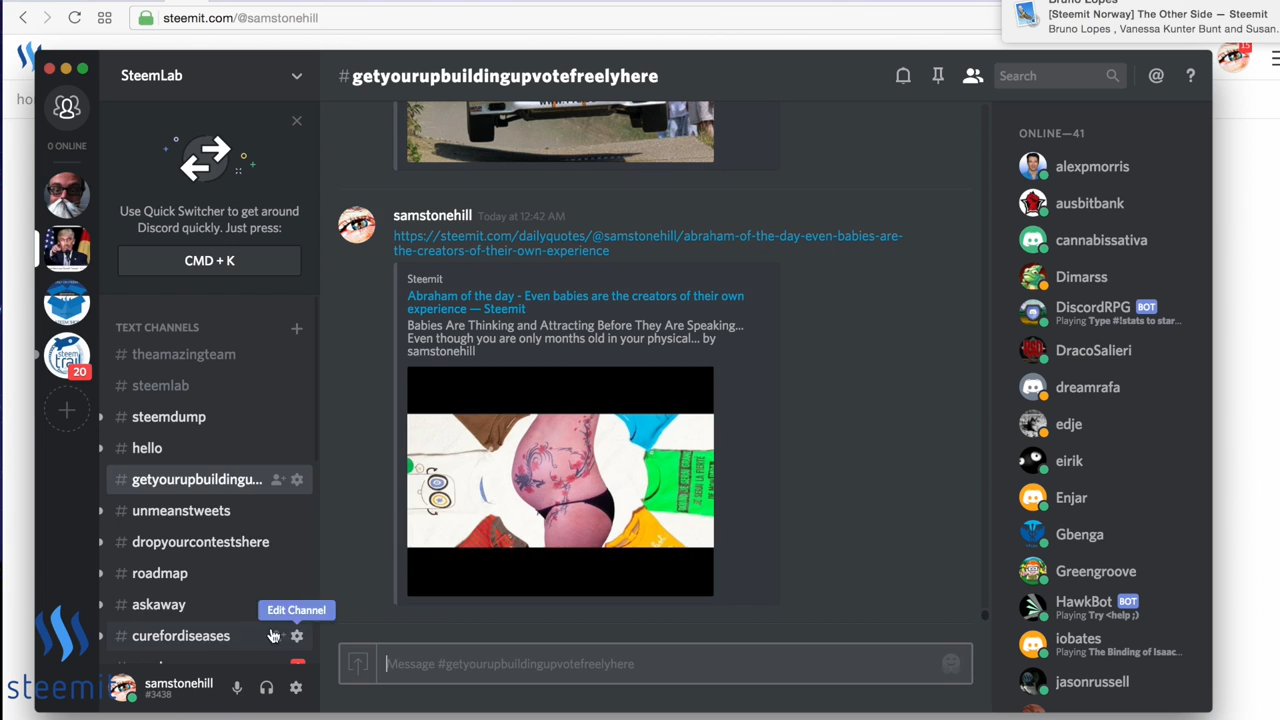 steemit.com/@samstonehill
[Steemit Norway] The Other Side — Steemit
Bruno Lopes , Vanessa Kunter Bunt and Susan.
15
SteemLab
#getyourupbuildingupvotefreelyhere
Search
@
?
0 ONLINE
Use Quick Switcher to get around
Discord quickly. Just press:
CMD + K
TEXT CHANNELS
# theamazingteam
# steemlab
# steemdump
# hello
# getyourupbuildingu...
# unmeanstweets
# dropyourcontestshere
# roadmap
# askaway
Edit Channel
# curefordiseases
steem
trail
20
steemit
samstonehill
#3438
samstonehill Today at 12:42 AM
https://steemit.com/dailyquotes/@samstonehill/abraham-of-the-day-even-babies-are-
the-creators-of-their-own-experience
Steemit
Abraham of the day - Even babies are the creators of their own
experience — Steemit
Babies Are Thinking and Attracting Before They Are Speaking...
Even though you are only months old in your physical... by
samstonehill
Message #getyourupbuildingupvotefreelyhere
ONLINE—41
alexpmorris
ausbitbank
cannabissativa
Dimarss
DiscordRPG BOT
Playing Type #!stats to star...
DracoSalieri
dreamrafa
edje
eirik
Enjar
Gbenga
Greengroove
HawkBot BOT
Playing Try <help ;)
iobates
Playing The Binding of Isaac...
jasonrussell